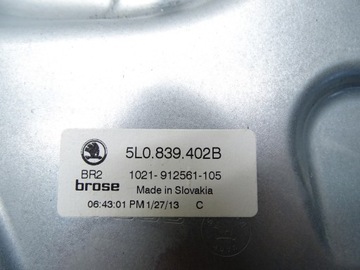 5L0.839.402B
BR2 1021-912561-105
brose Made in Slovakia
06:43:01 PM 1/27/13 C